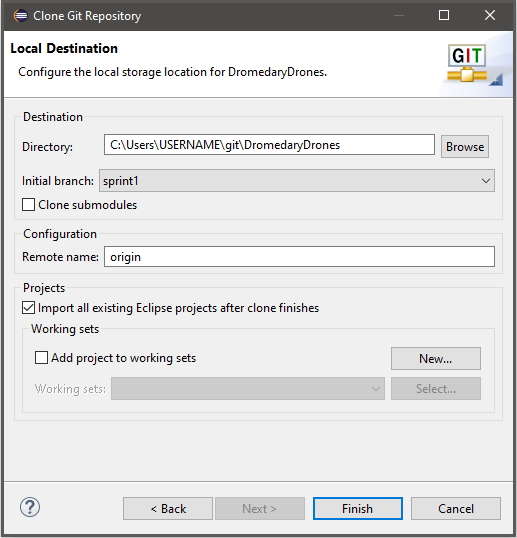 Clone Git Repository
Local Destination
Configure the local storage location for DromedaryDrones.
GIT
Destination
Directory: C:\Users\USERNAME\git\DromedaryDrones Browse
Initial branch: sprint1
Clone submodules
Configuration
Remote name: origin
Projects
Import all existing Eclipse projects after clone finishes
Working sets
Add project to working sets New...
Working sets: Select...
? < Back Next > Finish Cancel